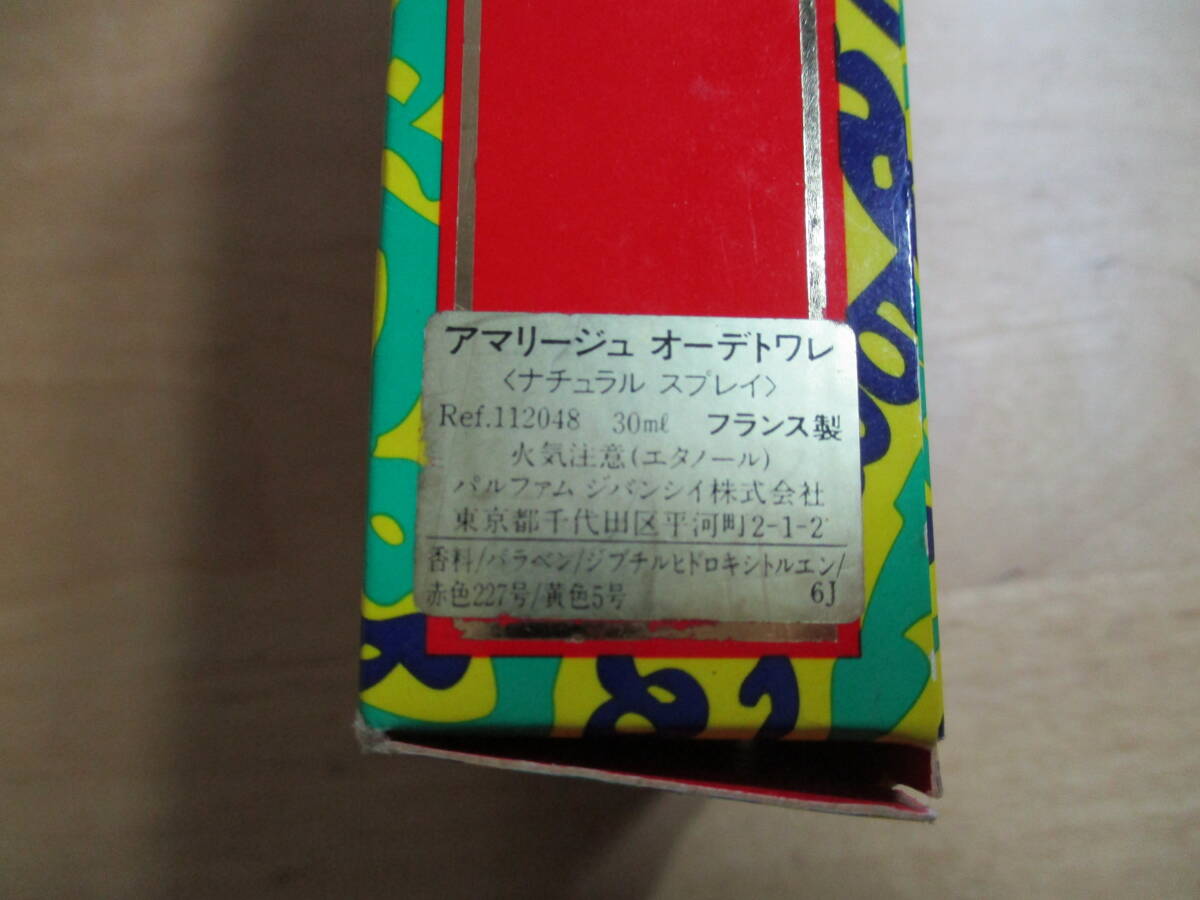 アマリージュ オーデトワレ
〈ナチュラル スプレイ〉
Ref.112048 30ml フランス製
火気注意(エタノール)
パルファム ジバンシイ株式会社
東京都千代田区平河町2-1-2
香料/パラベン/ジブチルヒドロキシトルエン/
赤色227号/黄色5号 6J